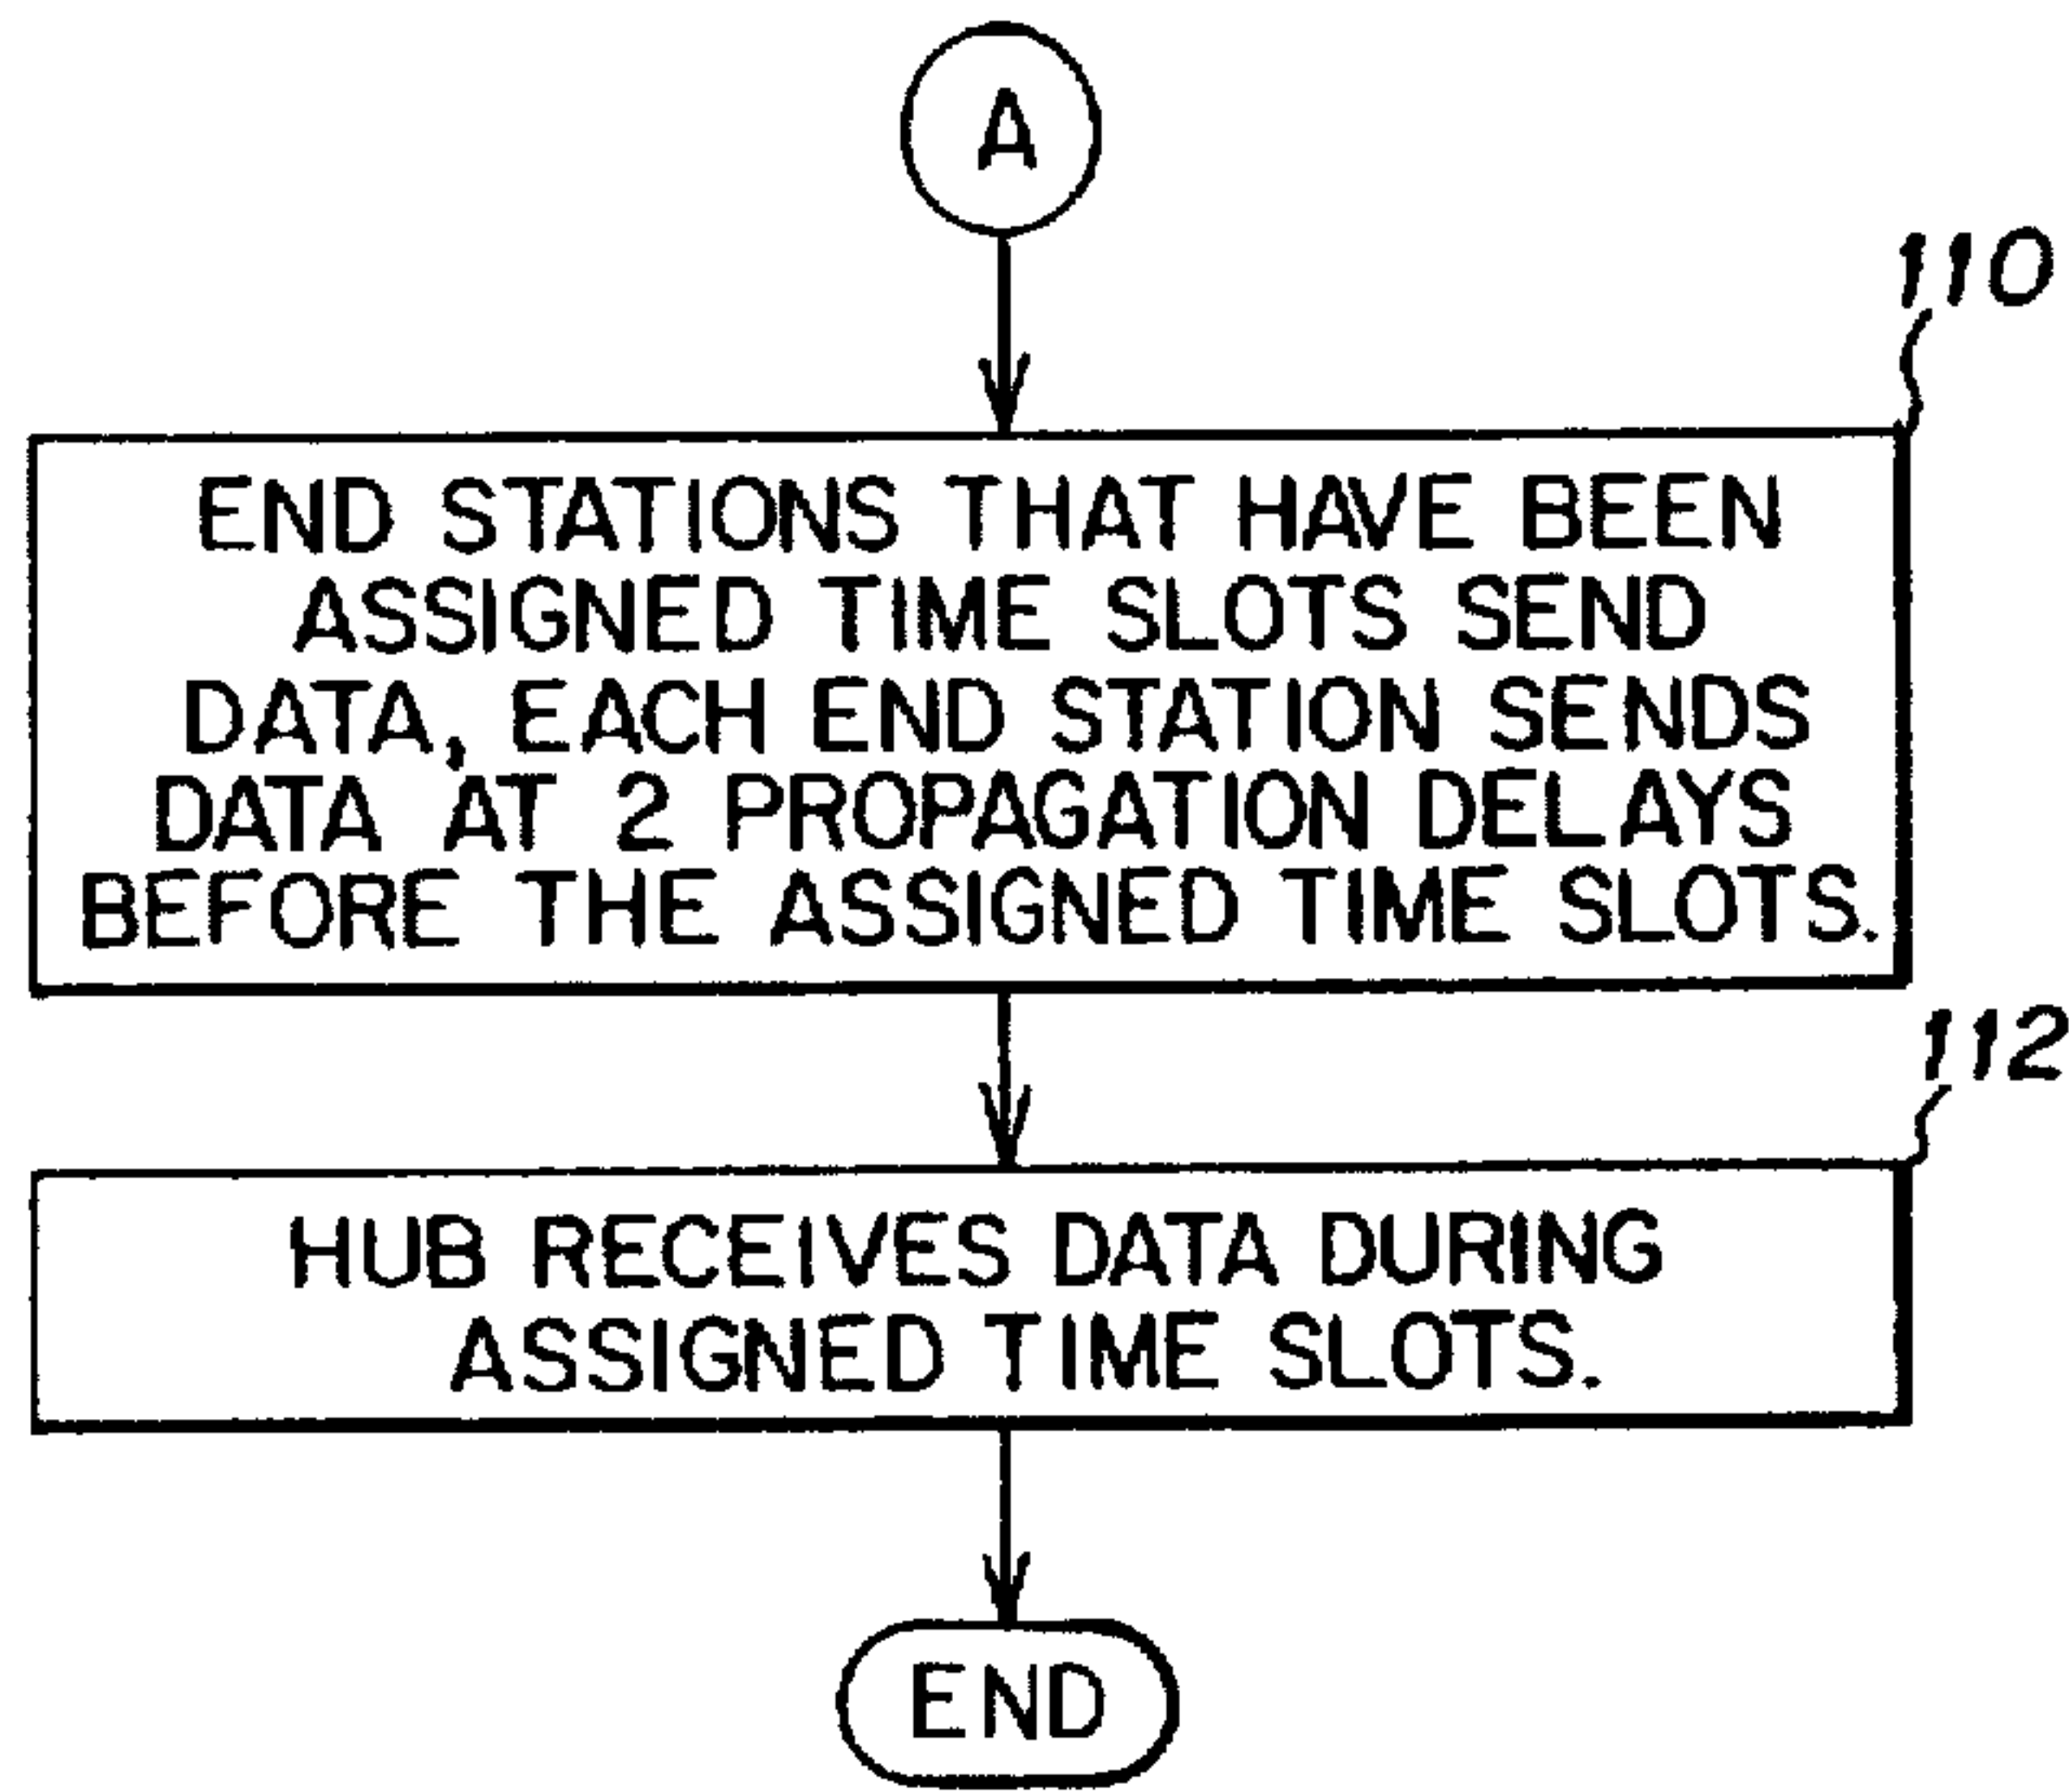 A
110
END STATIONS THAT HAVE BEEN
ASSIGNED TIME SLOTS SEND
DATA, EACH END STATION SENDS
DATA AT 2 PROPAGATION DELAYS
BEFORE THE ASSIGNED TIME SLOTS.
112
HUB RECEIVES DATA DURING
ASSIGNED TIME SLOTS.
END